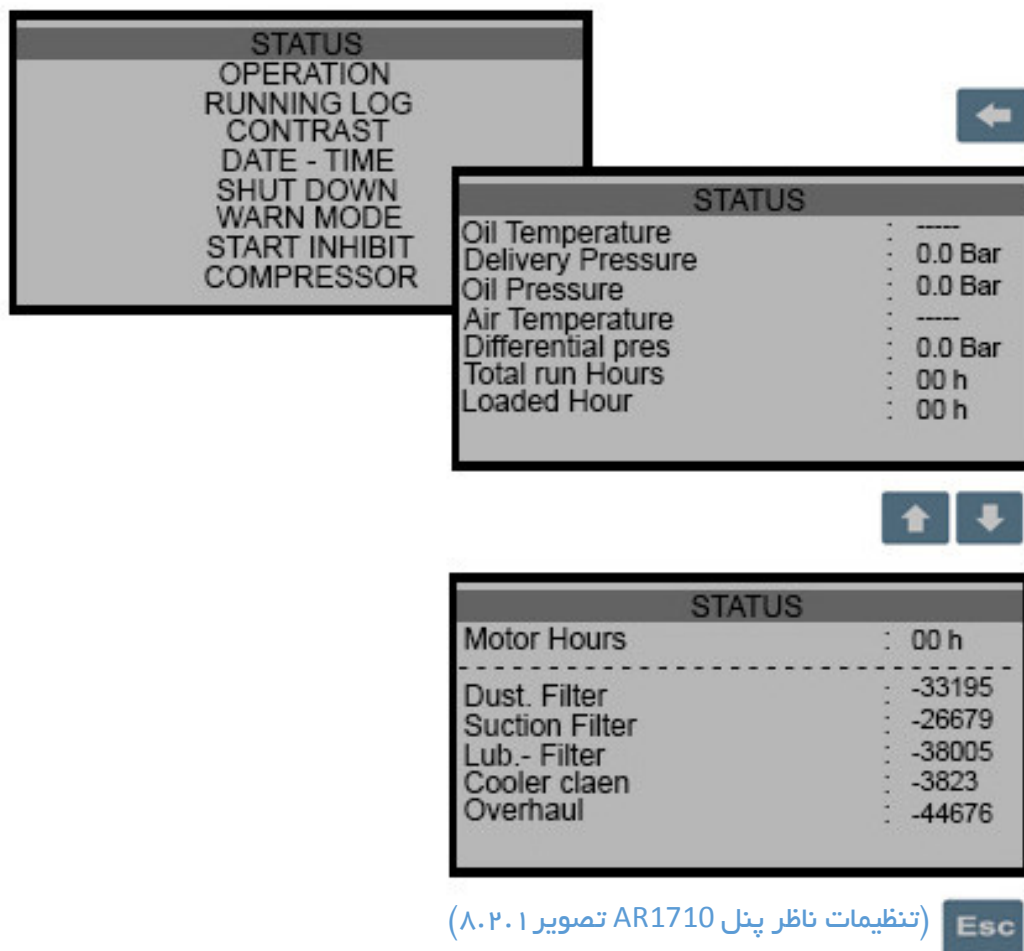 STATUS
OPERATION
RUNNING LOG
CONTRAST
DATE - TIME
SHUT DOWN
WARN MODE
START INHIBIT
COMPRESSOR
STATUS
Oil Temperature : -----
Delivery Pressure : 0.0 Bar
Oil Pressure : 0.0 Bar
Air Temperature : -----
Differential pres : 0.0 Bar
Total run Hours : 00 h
Loaded Hour : 00 h
STATUS
Motor Hours : 00 h
Dust. Filter : -33195
Suction Filter : -26679
Lub.- Filter : -38005
Cooler claen : -3823
Overhaul : -44676
(تنظیمات ناظر پنل AR1710 تصویر ۸.۲.۱)
Esc